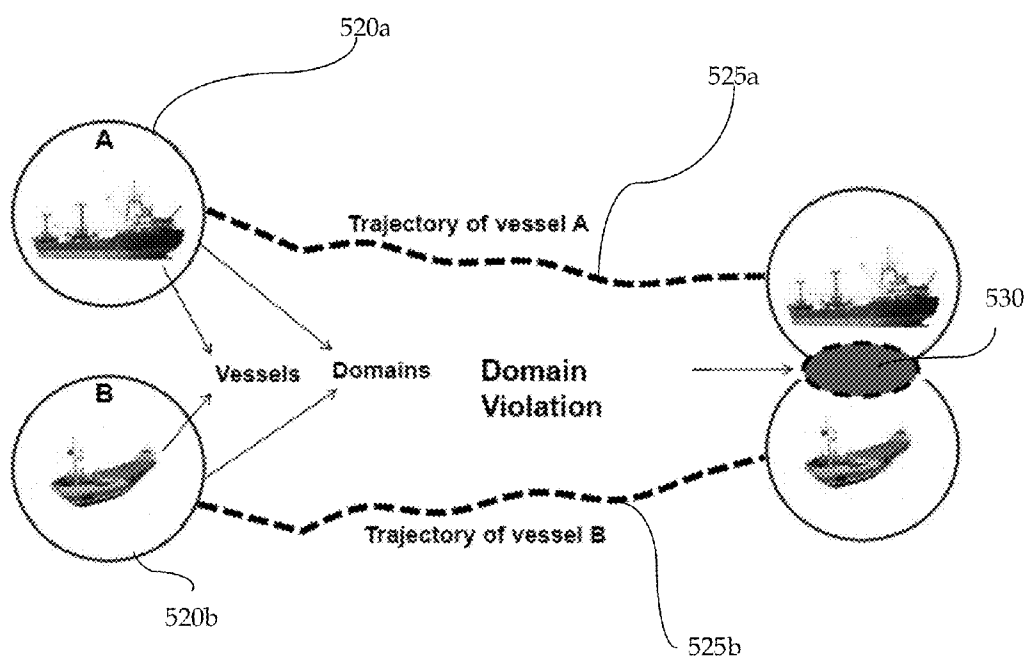 520a
525a
A
Trajectory of vessel A
530
Vessels
Domains
Domain
Violation
B
Trajectory of vessel B
520b
525b